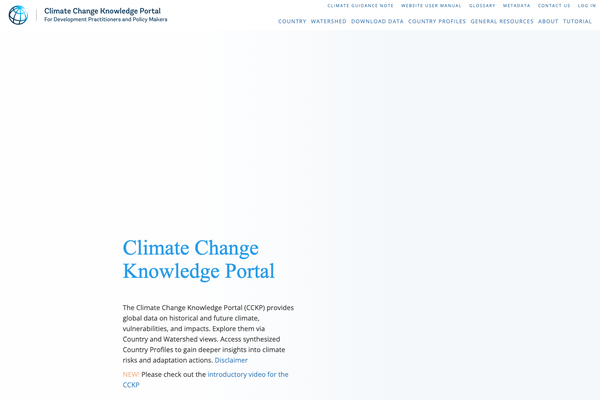 Climate Change Knowledge Portal
For Development Practitioners and Policy Makers
CLIMATE GUIDANCE NOTE WEBSITE USER MANUAL GLOSSARY METADATA CONTACT US LOG IN
COUNTRY WATERSHED DOWNLOAD DATA COUNTRY PROFILES GENERAL RESOURCES ABOUT TUTORIAL
Climate Change
Knowledge Portal
The Climate Change Knowledge Portal (CCKP) provides
global data on historical and future climate,
vulnerabilities, and impacts. Explore them via
Country and Watershed views. Access synthesized
Country Profiles to gain deeper insights into climate
risks and adaptation actions. Disclaimer
NEW! Please check out the introductory video for the
CCKP